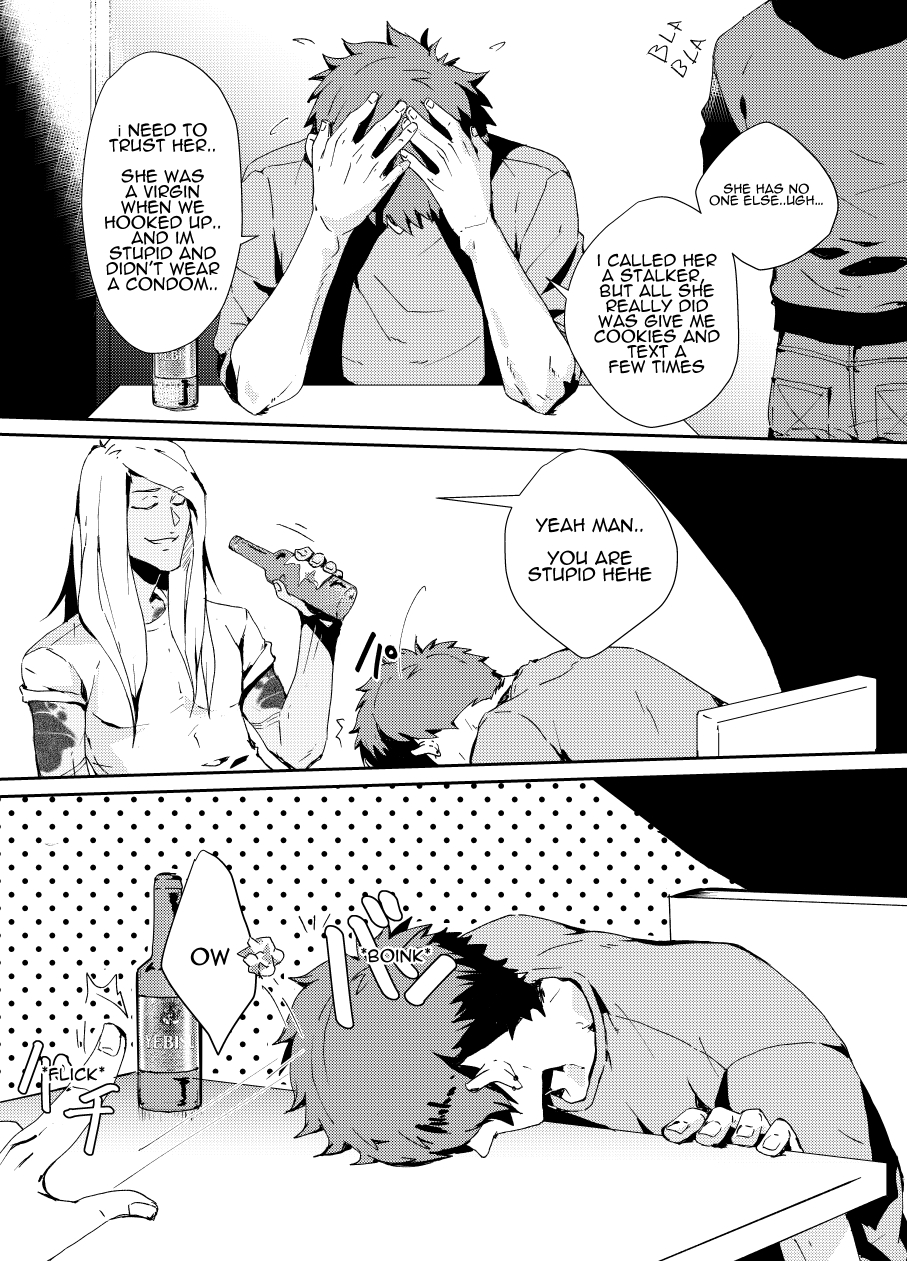 i NEED TO
TRUST HER..
SHE WAS
A VIRGIN
WHEN WE
HOOKED UP..
AND IM
STUPID AND
DIDN'T WEAR
A CONDOM..
BLA
BLA
SHE HAS NO
ONE ELSE..UGH...
I CALLED HER
A STALKER,
BUT ALL SHE
REALLY DID
WAS GIVE ME
COOKIES AND
TEXT A
FEW TIMES
YEAH MAN..
YOU ARE
STUPID HEHE
パ
OW
*BOINK*
*FLICK*